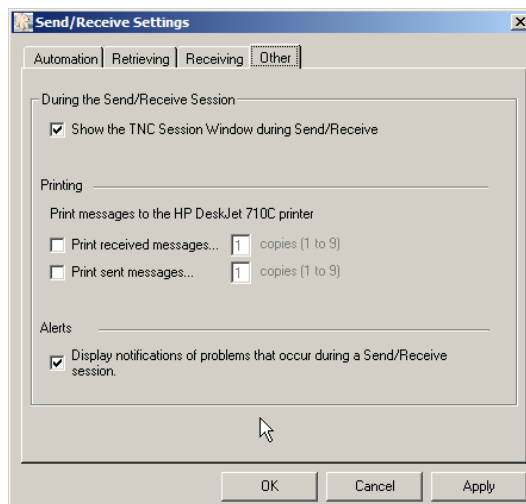 Send/Receive Settings
Automation Retrieving Receiving Other
During the Send/Receive Session
Show the TNC Session Window during Send/Receive
Printing
Print messages to the HP DeskJet 710C printer
Print received messages... 1 copies (1 to 9)
Print sent messages... 1 copies (1 to 9)
Alerts
Display notifications of problems that occur during a Send/Receive
session.
OK Cancel Apply